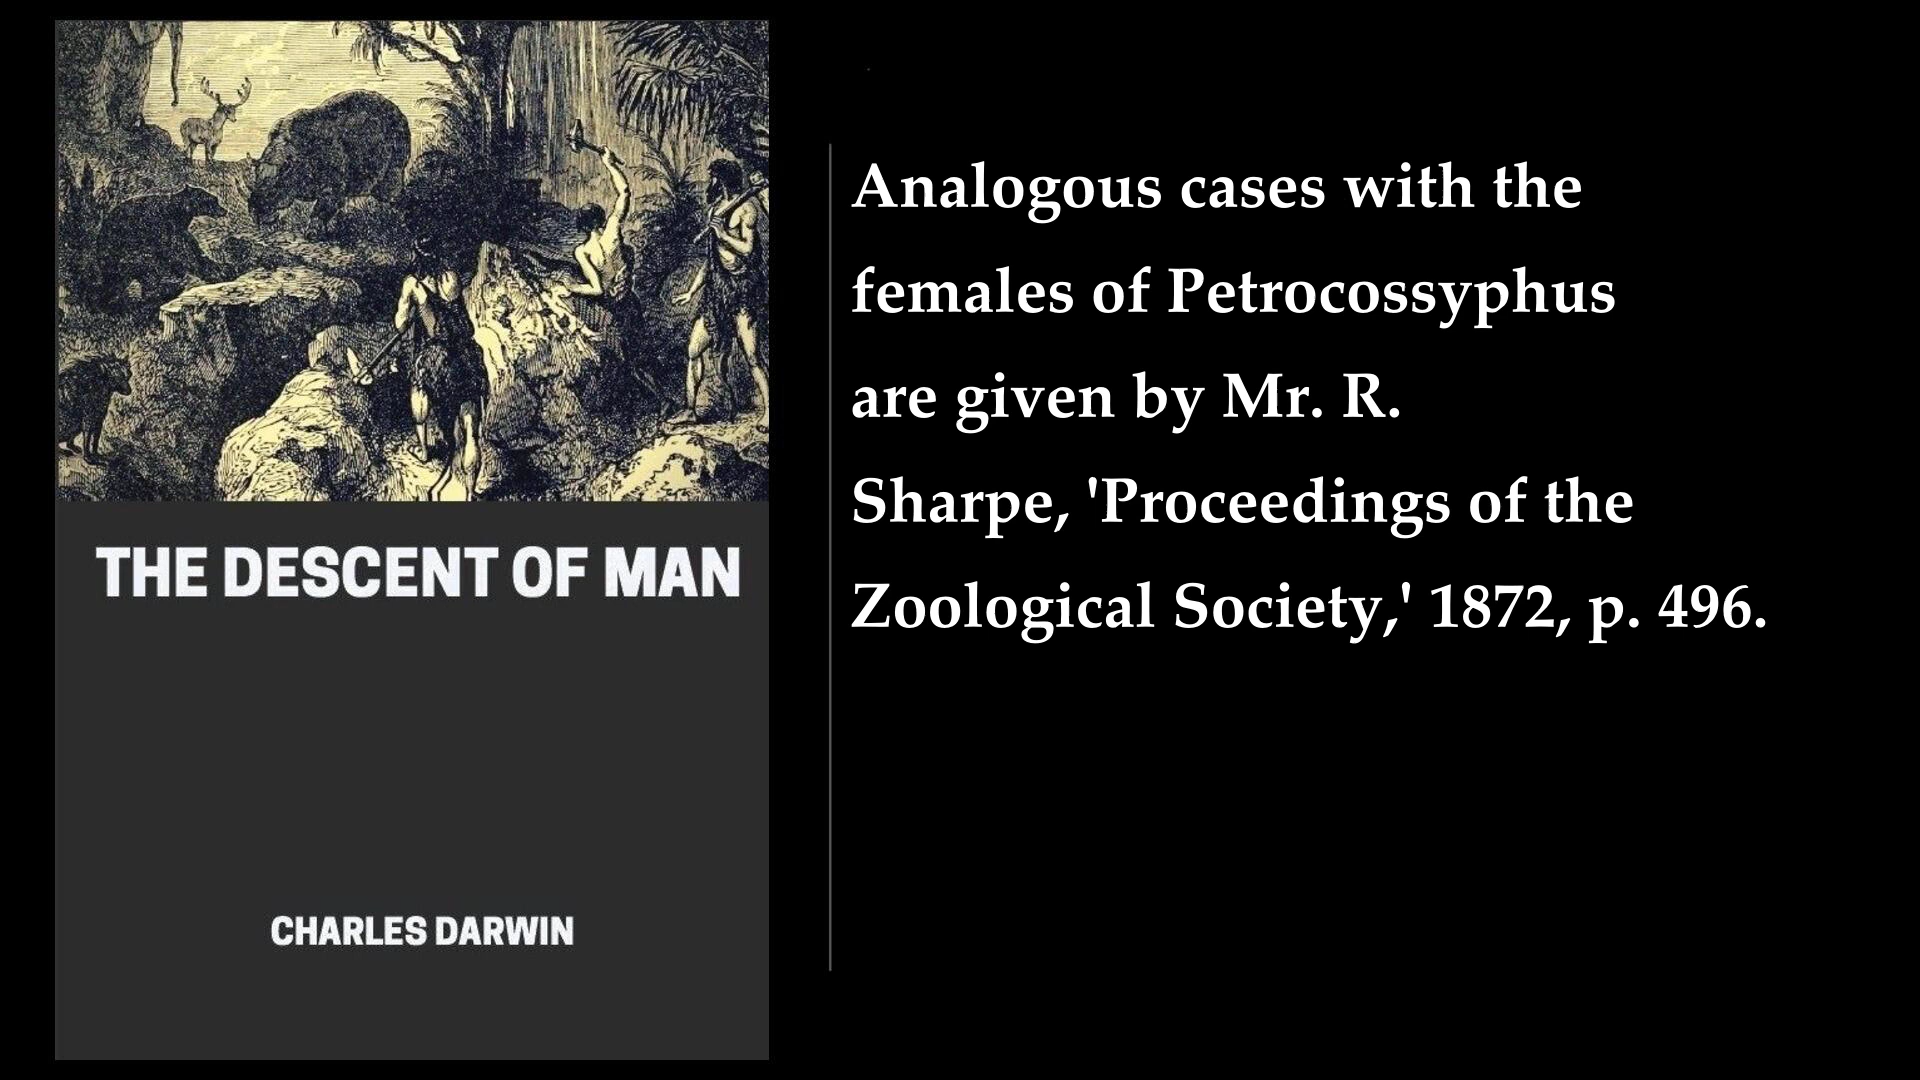 THE DESCENT OF MAN
CHARLES DARWIN
Analogous cases with the
females of Petrocossyphus
are given by Mr. R.
Sharpe, 'Proceedings of the
Zoological Society,' 1872, p. 496.